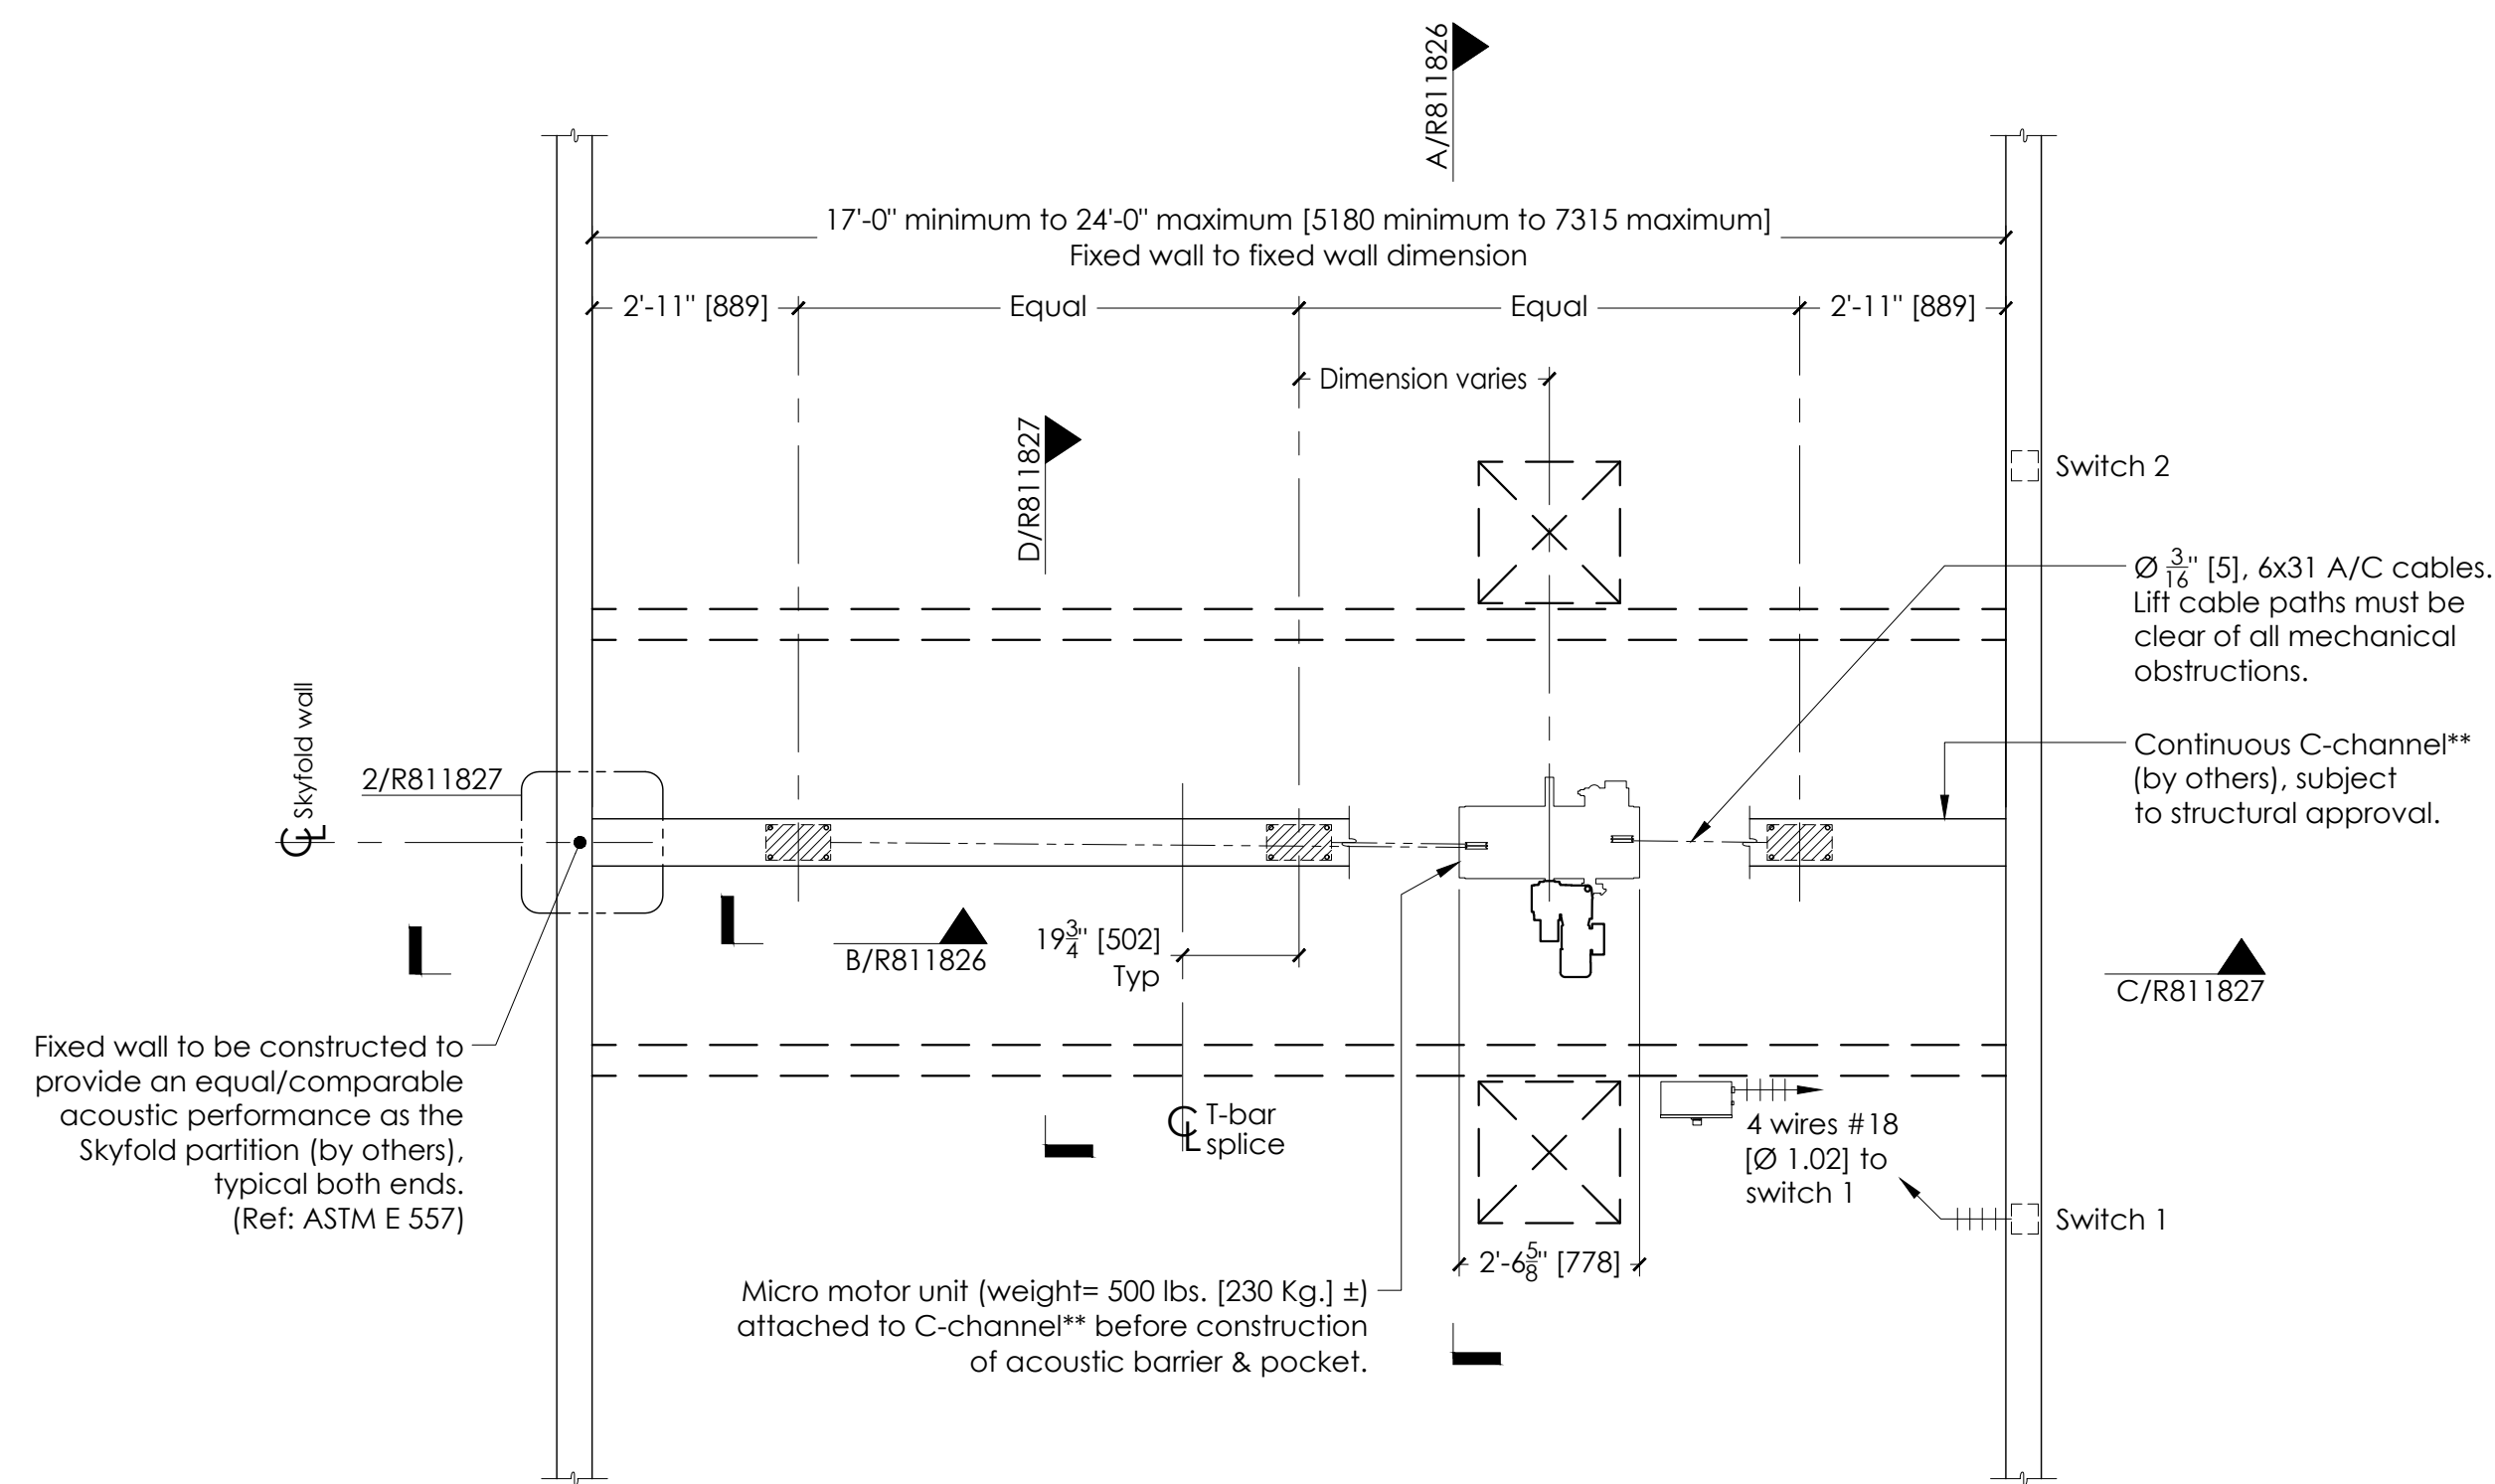 A/R811826
17'-0" minimum to 24'-0" maximum [5180 minimum to 7315 maximum]
Fixed wall to fixed wall dimension
2'-11" [889]
Equal
Equal
2'-11" [889]
Dimension varies
D/R811827
Switch 2
Ø 3/16" [5], 6x31 A/C cables.
Lift cable paths must be
clear of all mechanical
obstructions.
Continuous C-channel**
(by others), subject
to structural approval.
CL Skyfold wall
2/R811827
B/R811826
19 3/4" [502]
Typ
C/R811827
Fixed wall to be constructed to
provide an equal/comparable
acoustic performance as the
Skyfold partition (by others),
typical both ends.
(Ref: ASTM E 557)
CL T-bar
splice
4 wires #18
[Ø 1.02] to
switch 1
Switch 1
2'-6 5/8" [778]
Micro motor unit (weight= 500 lbs. [230 Kg.] ±)
attached to C-channel** before construction
of acoustic barrier & pocket.